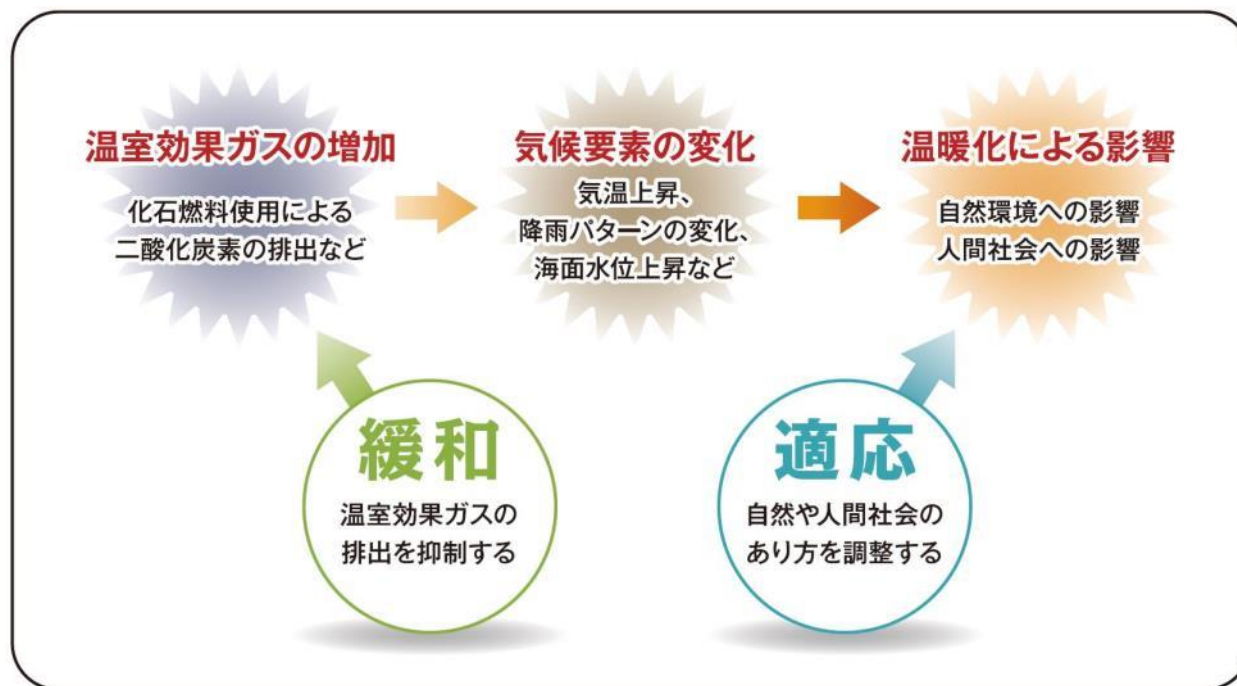 温室効果ガスの増加
化石燃料使用による
二酸化炭素の排出など
気候要素の変化
気温上昇、
降雨パターンの変化、
海面水位上昇など
温暖化による影響
自然環境への影響
人間社会への影響
緩和
温室効果ガスの
排出を抑制する
適応
自然や人間社会の
あり方を調整する